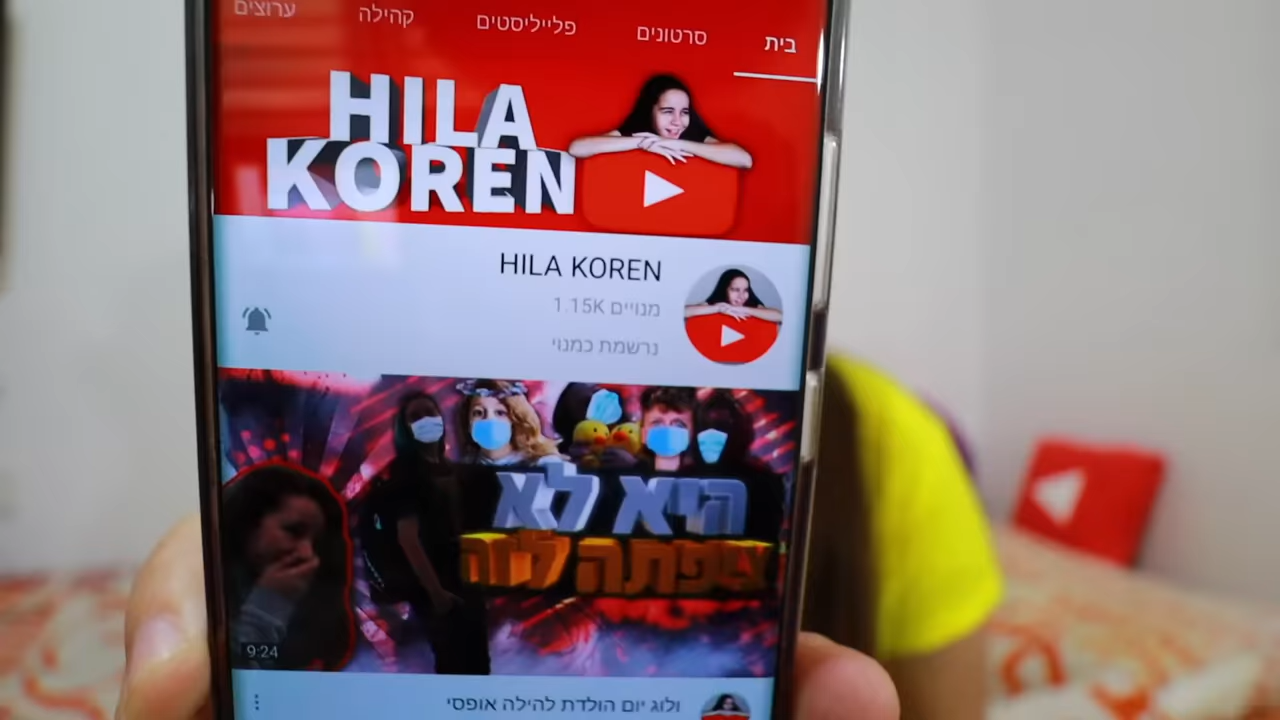 בית סרטונים פלייליסטים קהילה ערוצים
HILA
KOREN
HILA KOREN
1.15K מנויים
נרשמת כמנוי
היא לא
ציפתה לזה
9:24
ולוג יום הולדת להילה אופסי